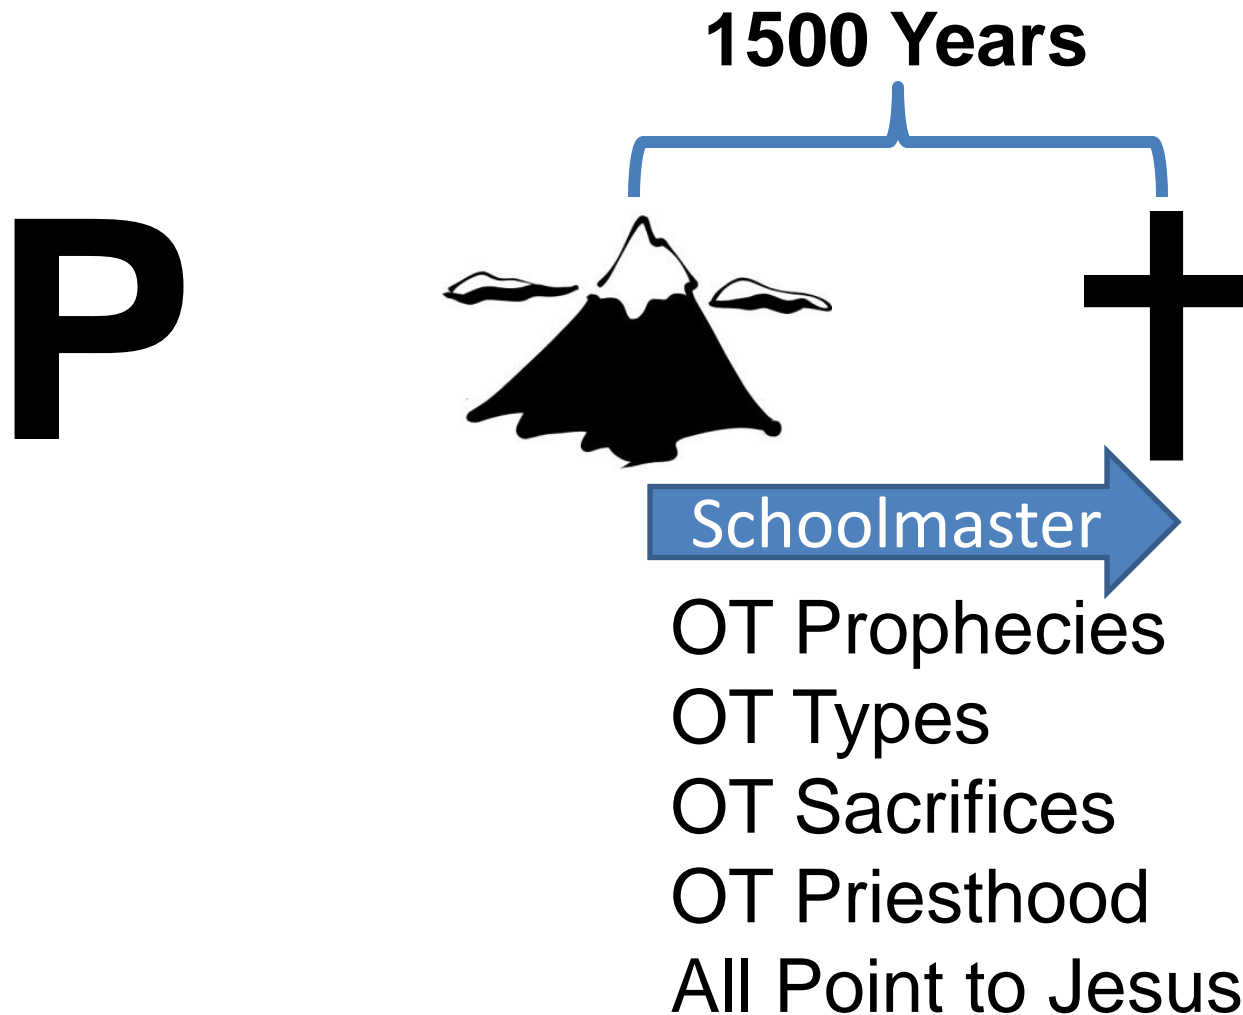 1500 Years
P
Schoolmaster
OT Prophecies
OT Types
OT Sacrifices
OT Priesthood
All Point to Jesus